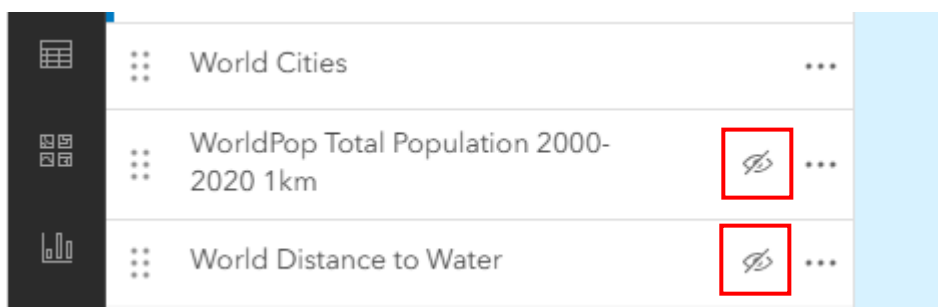 World Cities
WorldPop Total Population 2000-
2020 1km
World Distance to Water